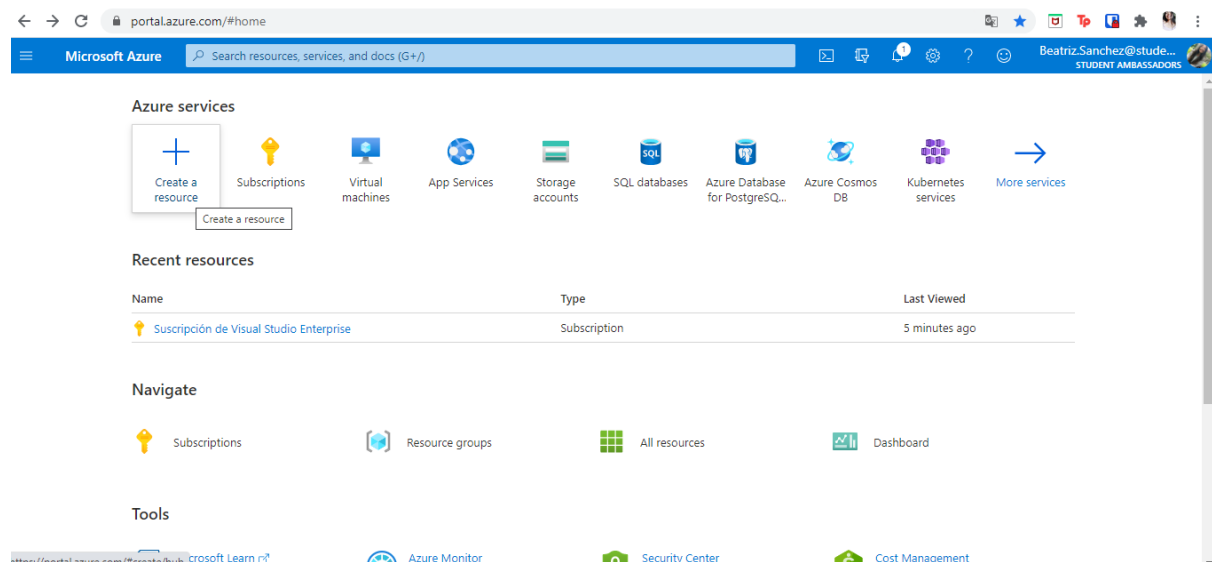 portal.azure.com/#home
Microsoft Azure
Search resources, services, and docs (G+/)
1
Beatriz.Sanchez@stude...
STUDENT AMBASSADORS
Azure services
Create a
resource
Subscriptions
Virtual
machines
App Services
Storage
accounts
SQL
SQL databases
Azure Database
for PostgreSQ...
Azure Cosmos
DB
Kubernetes
services
More services
Create a resource
Recent resources
Name Type Last Viewed
Suscripción de Visual Studio Enterprise Subscription 5 minutes ago
Navigate
Subscriptions Resource groups All resources Dashboard
Tools
Learn Azure Monitor Security Center Cost Management